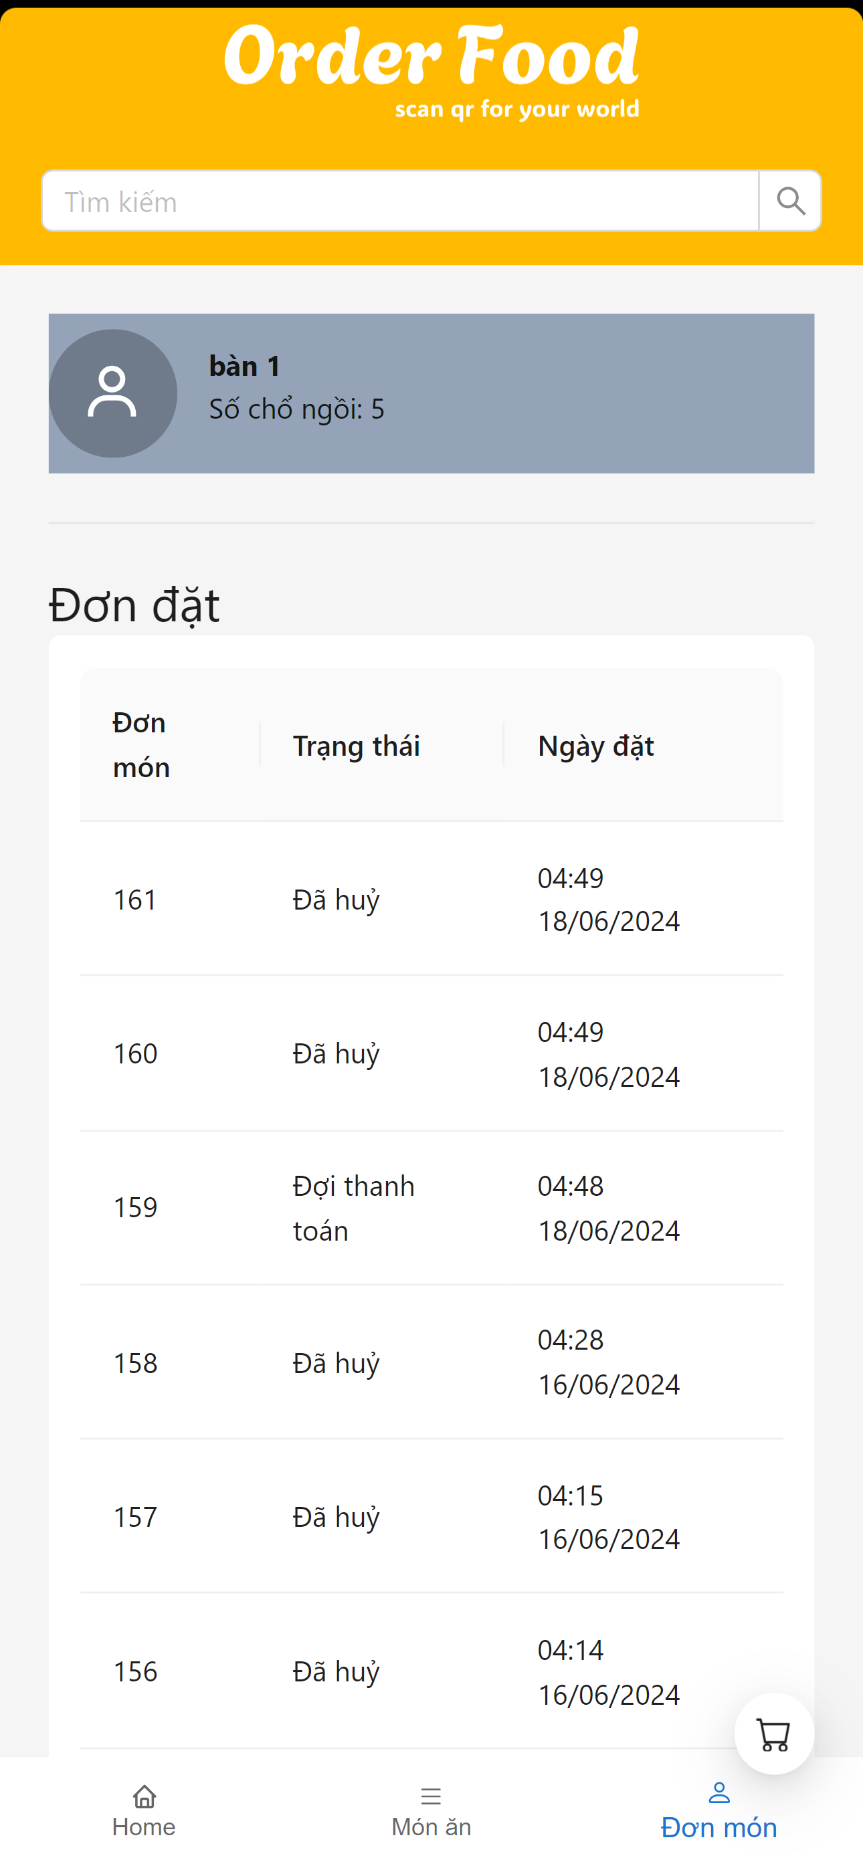 Order Food
scan qr for your world
Tìm kiếm
bàn 1
Số chổ ngồi: 5
Đơn đặt
Đơn
món
Trạng thái
Ngày đặt
161
Đã huỷ
04:49
18/06/2024
160
Đã huỷ
04:49
18/06/2024
159
Đợi thanh
toán
04:48
18/06/2024
158
Đã huỷ
04:28
16/06/2024
157
Đã huỷ
04:15
16/06/2024
156
Đã huỷ
04:14
16/06/2024
Home
Món ăn
Đơn món